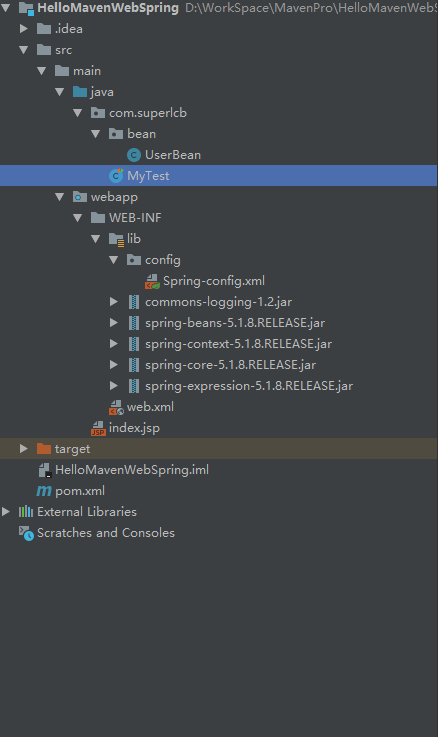 HelloMavenWebSpring D:\WorkSpace\MavenPro\HelloMavenWebS
.idea
src
main
java
com.superlcb
bean
UserBean
MyTest
webapp
WEB-INF
lib
config
Spring-config.xml
commons-logging-1.2.jar
spring-beans-5.1.8.RELEASE.jar
spring-context-5.1.8.RELEASE.jar
spring-core-5.1.8.RELEASE.jar
spring-expression-5.1.8.RELEASE.jar
web.xml
index.jsp
target
HelloMavenWebSpring.iml
pom.xml
External Libraries
Scratches and Consoles